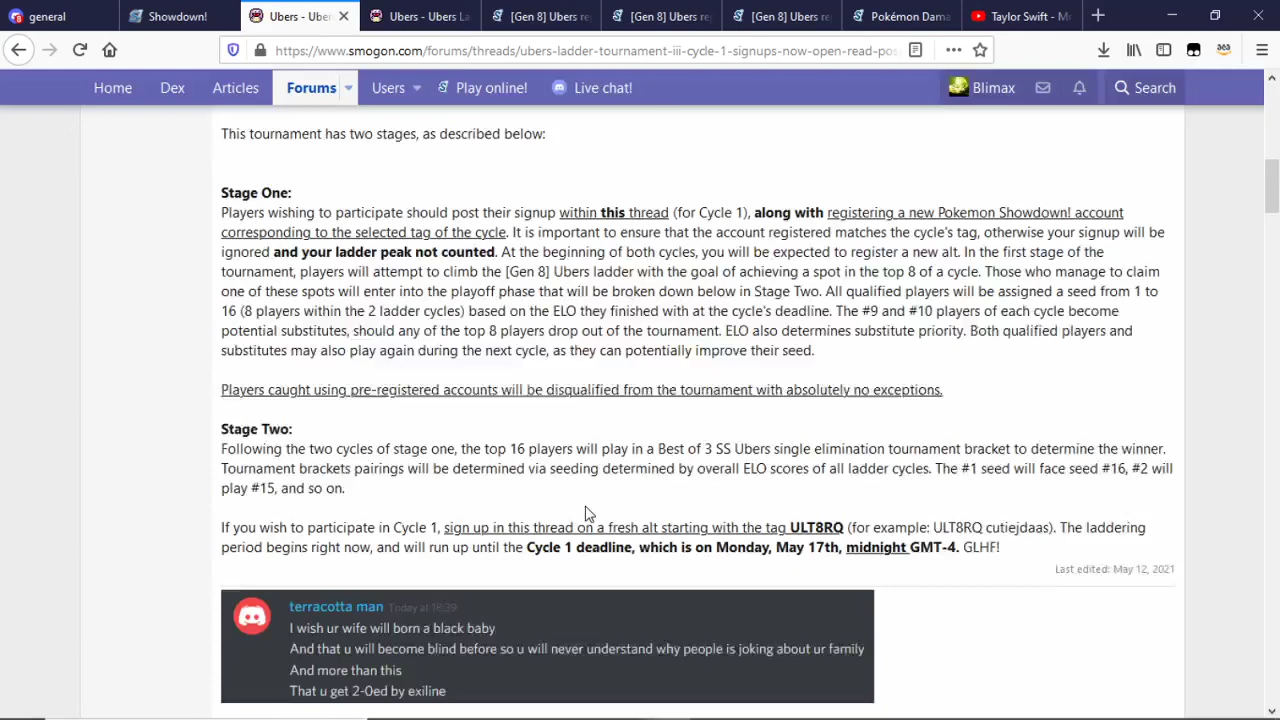 general
Showdown!
Ubers - Uber
Ubers - Ubers La
[Gen 8] Ubers re
[Gen 8] Ubers re
[Gen 8] Ubers re
Pokémon Dama
Taylor Swift - M
https://www.smogon.com/forums/threads/ubers-ladder-tournament-iii-cycle-1-signups-now-open-read-po
Home
Dex
Articles
Forums
Users
Play online!
Live chat!
Blimax
Search
This tournament has two stages, as described below:
Stage One:
Players wishing to participate should post their signup within this thread (for Cycle 1), along with registering a new Pokemon Showdown! account
corresponding to the selected tag of the cycle. It is important to ensure that the account registered matches the cycle's tag, otherwise your signup will be
ignored and your ladder peak not counted. At the beginning of both cycles, you will be expected to register a new alt. In the first stage of the
tournament, players will attempt to climb the [Gen 8] Ubers ladder with the goal of achieving a spot in the top 8 of a cycle. Those who manage to claim
one of these spots will enter into the playoff phase that will be broken down below in Stage Two. All qualified players will be assigned a seed from 1 to
16 (8 players within the 2 ladder cycles) based on the ELO they finished with at the cycle's deadline. The #9 and #10 players of each cycle become
potential substitutes, should any of the top 8 players drop out of the tournament. ELO also determines substitute priority. Both qualified players and
substitutes may also play again during the next cycle, as they can potentially improve their seed.
Players caught using pre-registered accounts will be disqualified from the tournament with absolutely no exceptions.
Stage Two:
Following the two cycles of stage one, the top 16 players will play in a Best of 3 SS Ubers single elimination tournament bracket to determine the winner.
Tournament brackets pairings will be determined via seeding determined by overall ELO scores of all ladder cycles. The #1 seed will face seed #16, #2 will
play #15, and so on.
If you wish to participate in Cycle 1, sign up in this thread on a fresh alt starting with the tag ULT8RQ (for example: ULT8RQ cutiejdaas). The laddering
period begins right now, and will run up until the Cycle 1 deadline, which is on Monday, May 17th, midnight GMT-4. GLHF!
Last edited: May 12, 2021
terracotta man Today at 16:39
I wish ur wife will born a black baby
And that u will become blind before so u will never understand why people is joking about ur family
And more than this
That u get 2-0ed by exiline